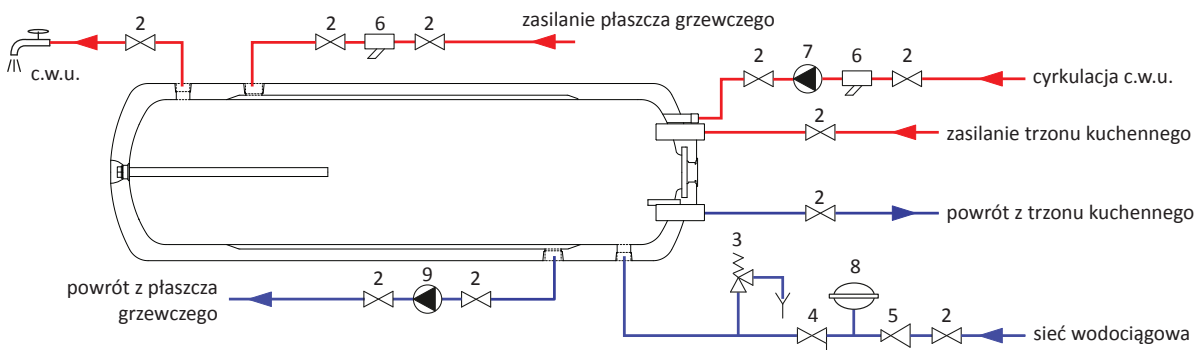 zasilanie płaszcza grzewczego
2
2
6
2
c.w.u.
2
7
6
2
cyrkulacja c.w.u.
2
zasilanie trzonu kuchennego
2
powrót z trzonu kuchennego
3
8
powrót z płaszcza
grzewczego
2
9
2
4
5
2
sieć wodociągowa